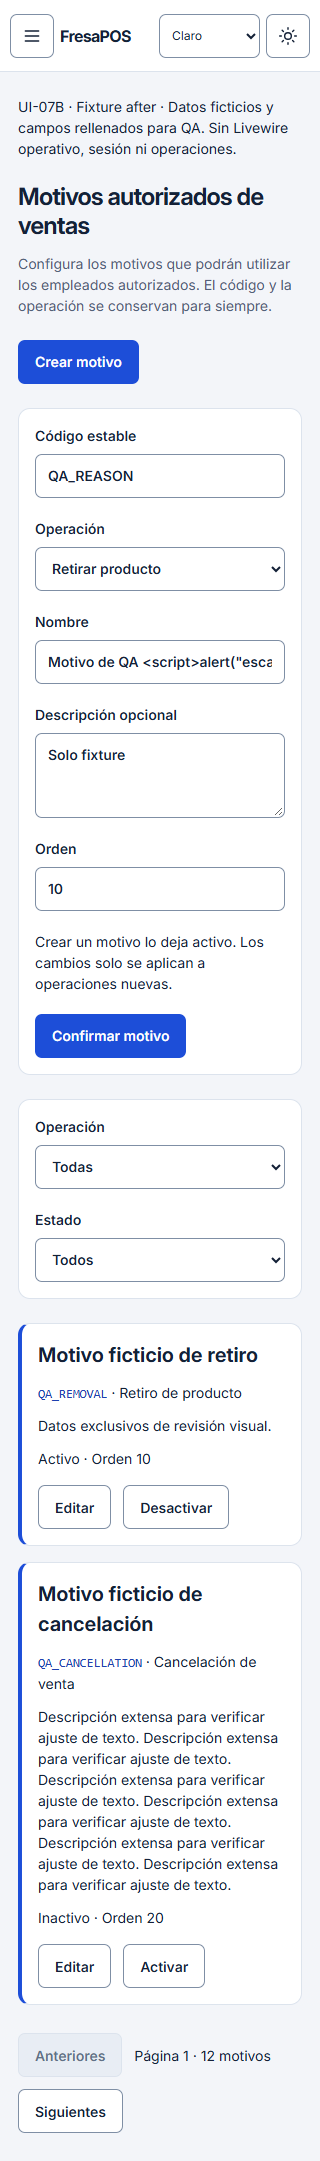 FresaPOS
Claro
UI-07B · Fixture after · Datos ficticios y
campos rellenados para QA. Sin Livewire
operativo, sesión ni operaciones.
Motivos autorizados de
ventas
Configura los motivos que podrán utilizar
los empleados autorizados. El código y la
operación se conservan para siempre.
Crear motivo
Código estable
QA_REASON
Operación
Retirar producto
Nombre
Motivo de QA <script>alert("esca
Descripción opcional
Solo fixture
Orden
10
Crear un motivo lo deja activo. Los
cambios solo se aplican a
operaciones nuevas.
Confirmar motivo
Operación
Todas
Estado
Todos
Motivo ficticio de retiro
QA_REMOVAL · Retiro de producto
Datos exclusivos de revisión visual.
Activo · Orden 10
Editar
Desactivar
Motivo ficticio de
cancelación
QA_CANCELLATION · Cancelación de
venta
Descripción extensa para verificar
ajuste de texto. Descripción extensa
para verificar ajuste de texto.
Descripción extensa para verificar
ajuste de texto. Descripción extensa
para verificar ajuste de texto.
Descripción extensa para verificar
ajuste de texto. Descripción extensa
para verificar ajuste de texto.
Inactivo · Orden 20
Editar
Activar
Anteriores
Página 1 · 12 motivos
Siguientes